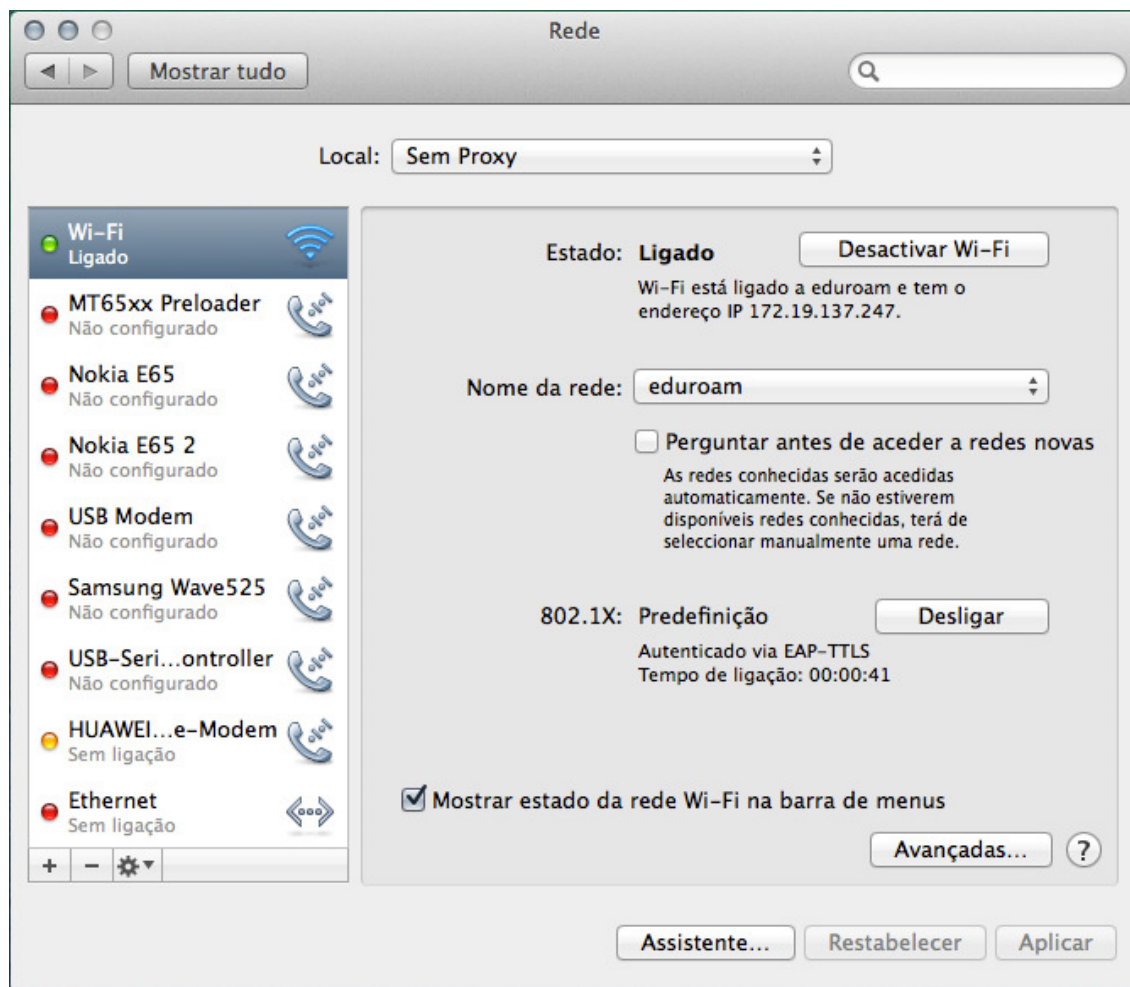 Rede
Mostrar tudo
Local: Sem Proxy
Wi-Fi
Ligado
MT65xx Preloader
Não configurado
Nokia E65
Não configurado
Nokia E65 2
Não configurado
USB Modem
Não configurado
Samsung Wave525
Não configurado
USB-Seri...ontroller
Não configurado
HUAWEI...e-Modem
Sem ligação
Ethernet
Sem ligação
+ −
Estado: Ligado Desactivar Wi-Fi
Wi-Fi está ligado a eduroam e tem o
endereço IP 172.19.137.247.
Nome da rede: eduroam
Perguntar antes de aceder a redes novas
As redes conhecidas serão acedidas
automaticamente. Se não estiverem
disponíveis redes conhecidas, terá de
seleccionar manualmente uma rede.
802.1X: Predefinição Desligar
Autenticado via EAP-TTLS
Tempo de ligação: 00:00:41
Mostrar estado da rede Wi-Fi na barra de menus
Avançadas... ?
Assistente... Restabelecer Aplicar